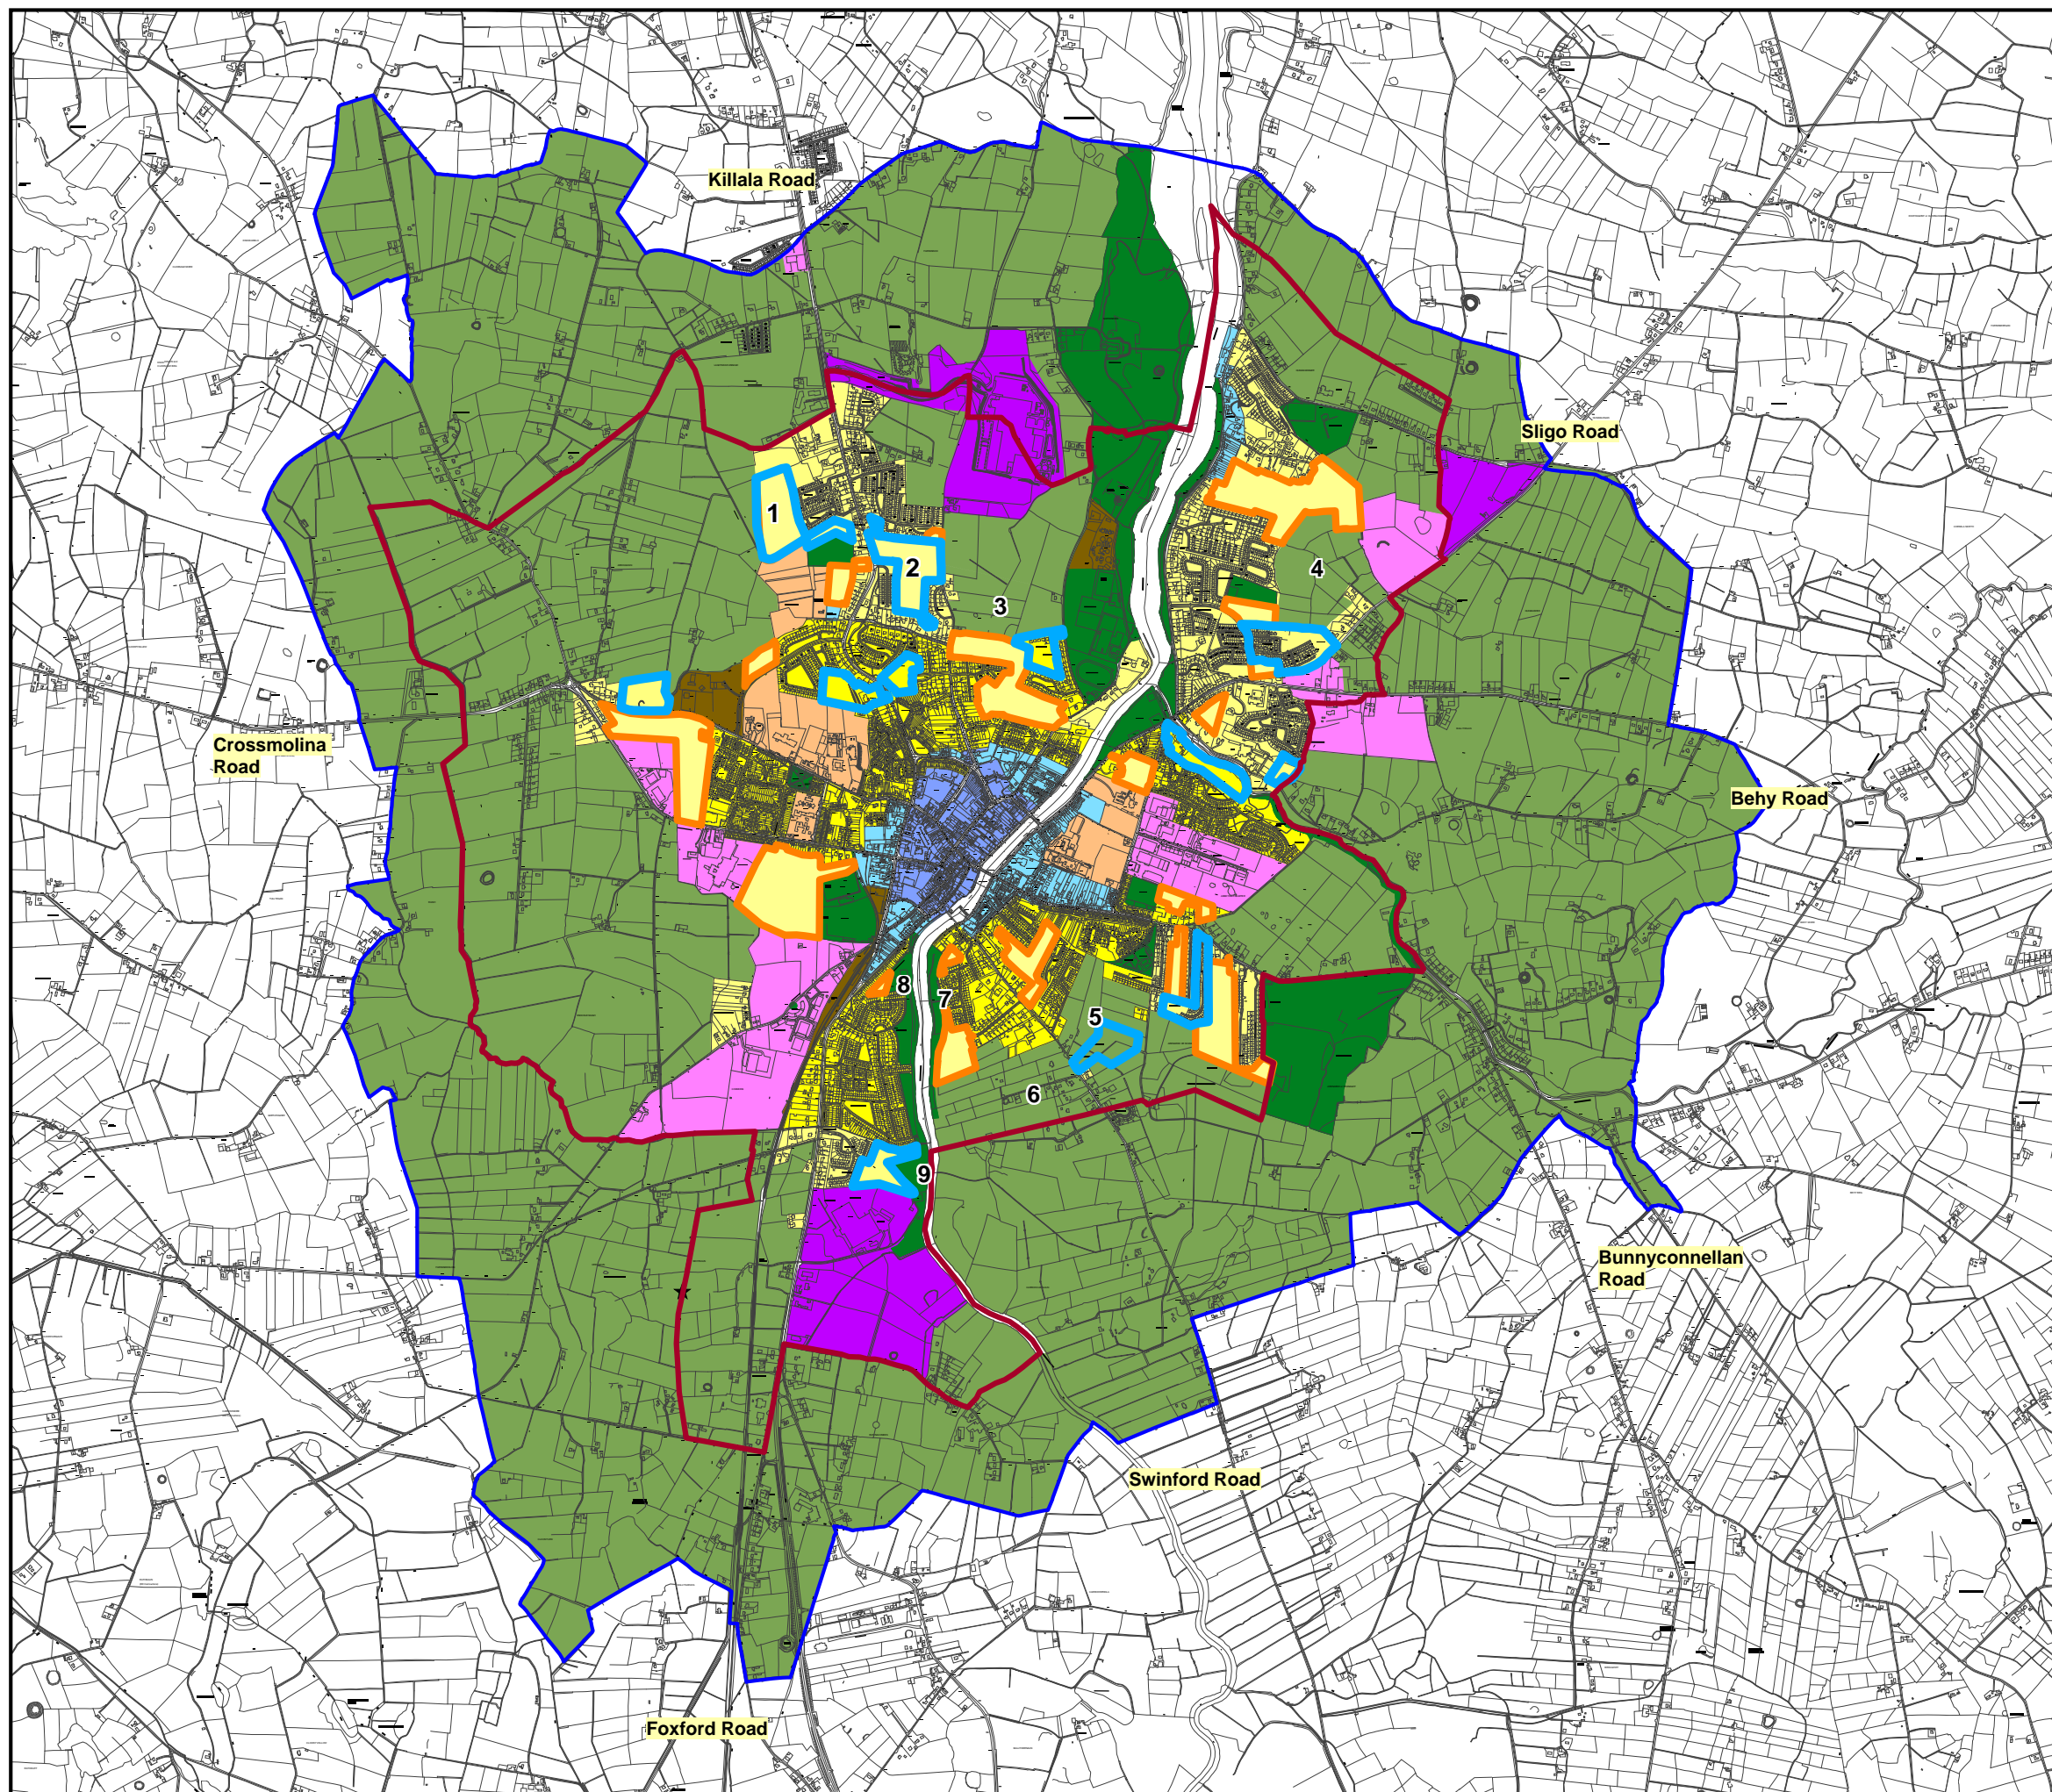 Killala Road
Sligo Road
1
2
4
3
Crossmolina
Road
Behy Road
8
7
5
6
9
Bunnyconnellan
Road
Swinford Road
Foxford Road